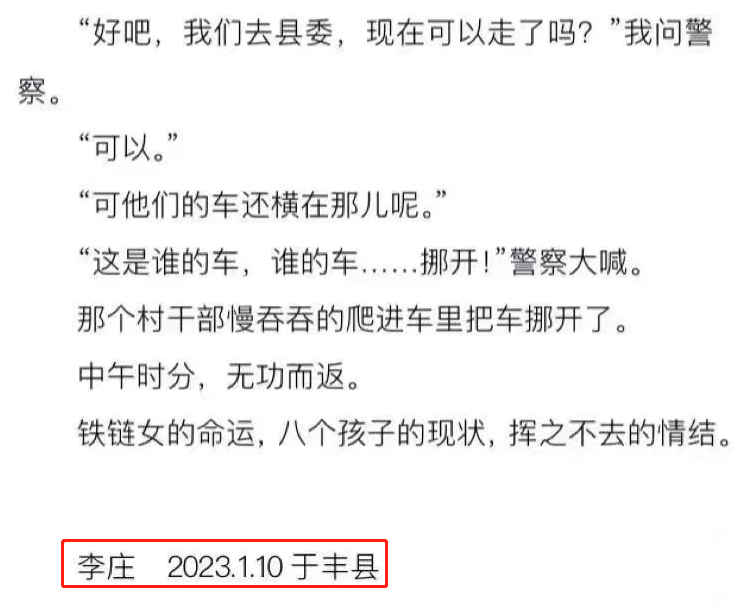 “好吧，我们去县委，现在可以走了吗？”我问警
察。
“可以。”
“可他们的车还横在那儿呢。”
“这是谁的车，谁的车……挪开！”警察大喊。
那个村干部慢吞吞的爬进车里把车挪开了。
中午时分，无功而返。
铁链女的命运，八个孩子的现状，挥之不去的情结。
李庄 2023.1.10 于丰县